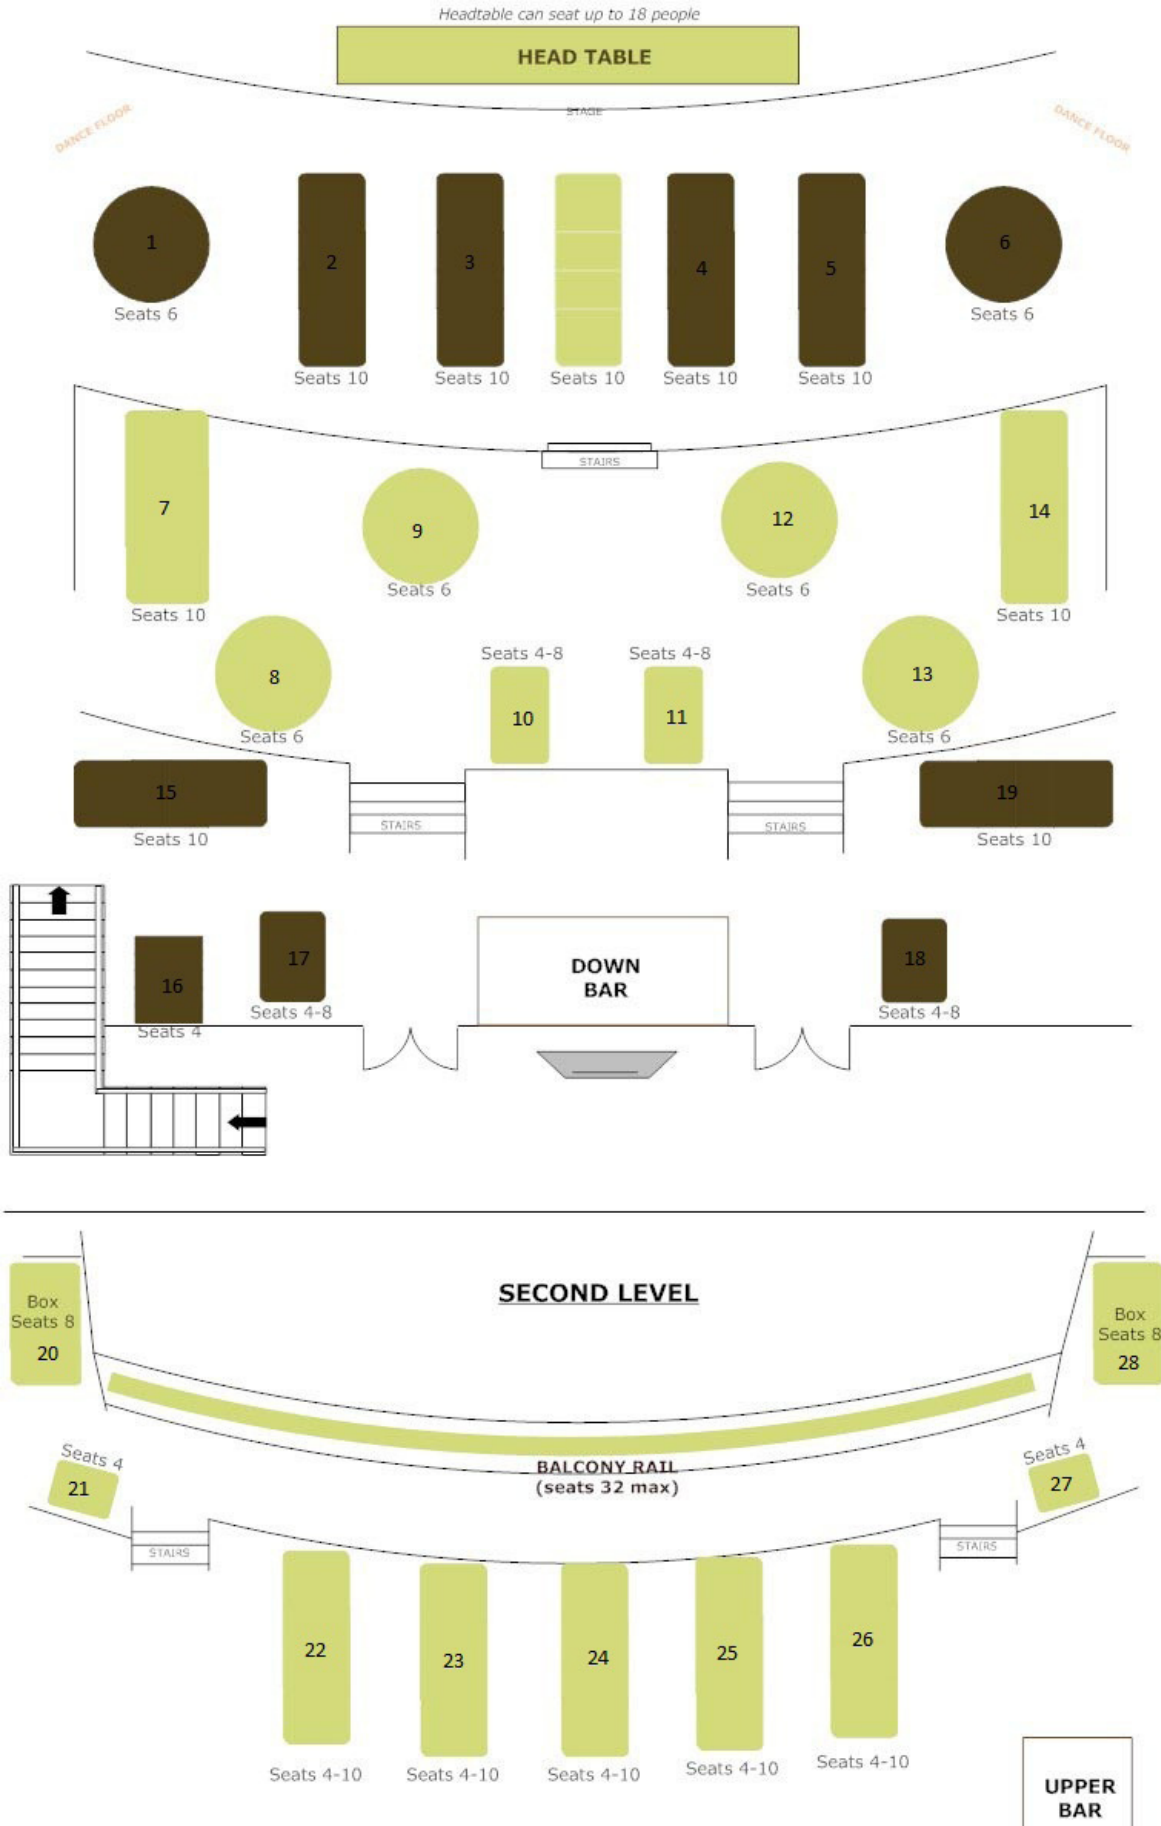 Headtable can seat up to 18 people
HEAD TABLE
STAGE
DANCE FLOOR
DANCE FLOOR
1
2
3
4
5
6
Seats 6
Seats 10
Seats 10
Seats 10
Seats 10
Seats 10
Seats 6
STAIRS
7
9
12
14
Seats 10
Seats 6
Seats 6
Seats 10
8
Seats 4-8
Seats 4-8
13
10
11
Seats 6
Seats 6
15
19
Seats 10
STAIRS
STAIRS
Seats 10
16
17
DOWN
BAR
18
Seats 4
Seats 4-8
Seats 4-8
SECOND LEVEL
Box
Seats 8
20
Box
Seats 8
28
BALCONY RAIL
(seats 32 max)
Seats 4
21
Seats 4
27
STAIRS
STAIRS
22
23
24
25
26
Seats 4-10
Seats 4-10
Seats 4-10
Seats 4-10
Seats 4-10
UPPER
BAR